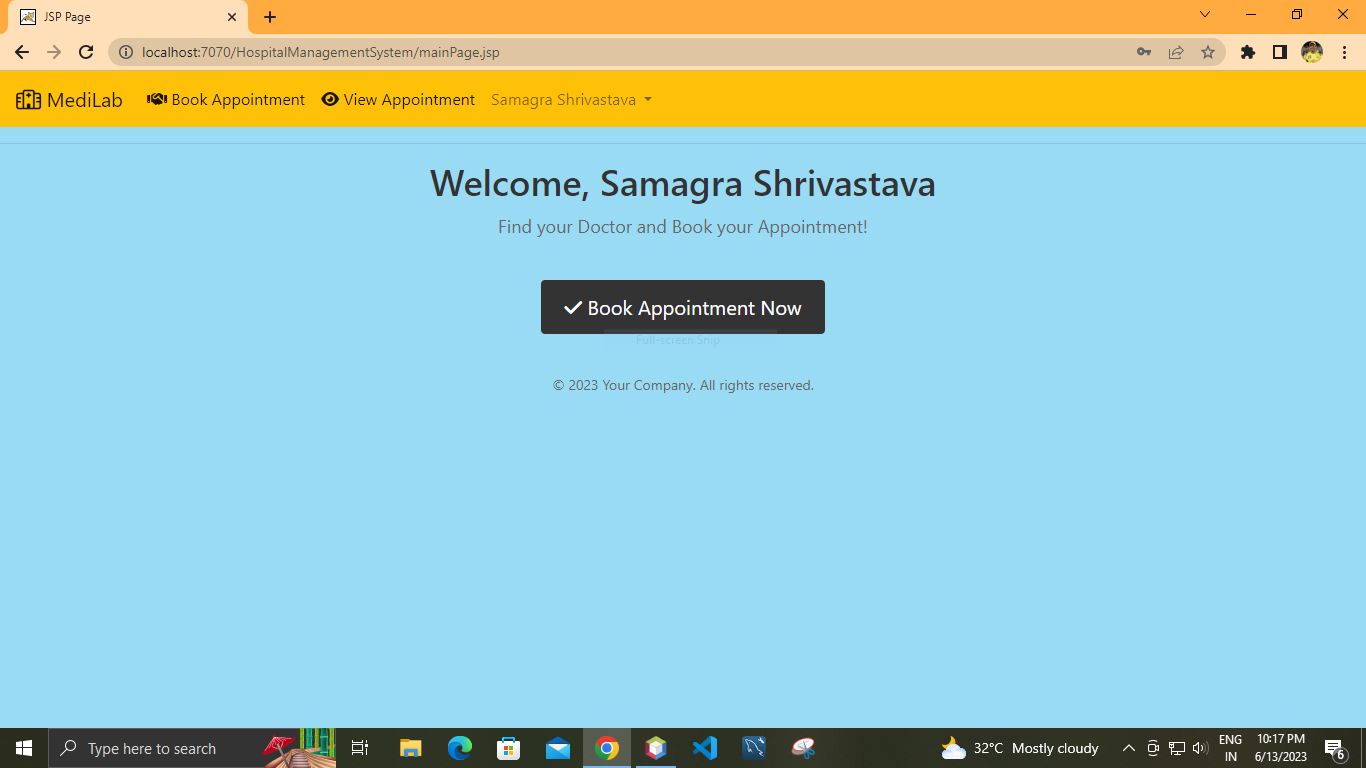 JSP Page
localhost:7070/HospitalManagementSystem/mainPage.jsp
MediLab Book Appointment View Appointment Samagra Shrivastava
Welcome, Samagra Shrivastava
Find your Doctor and Book your Appointment!
Book Appointment Now
Full-screen Snip
© 2023 Your Company. All rights reserved.
Type here to search
32°C Mostly cloudy
ENG
IN
10:17 PM
6/13/2023
6